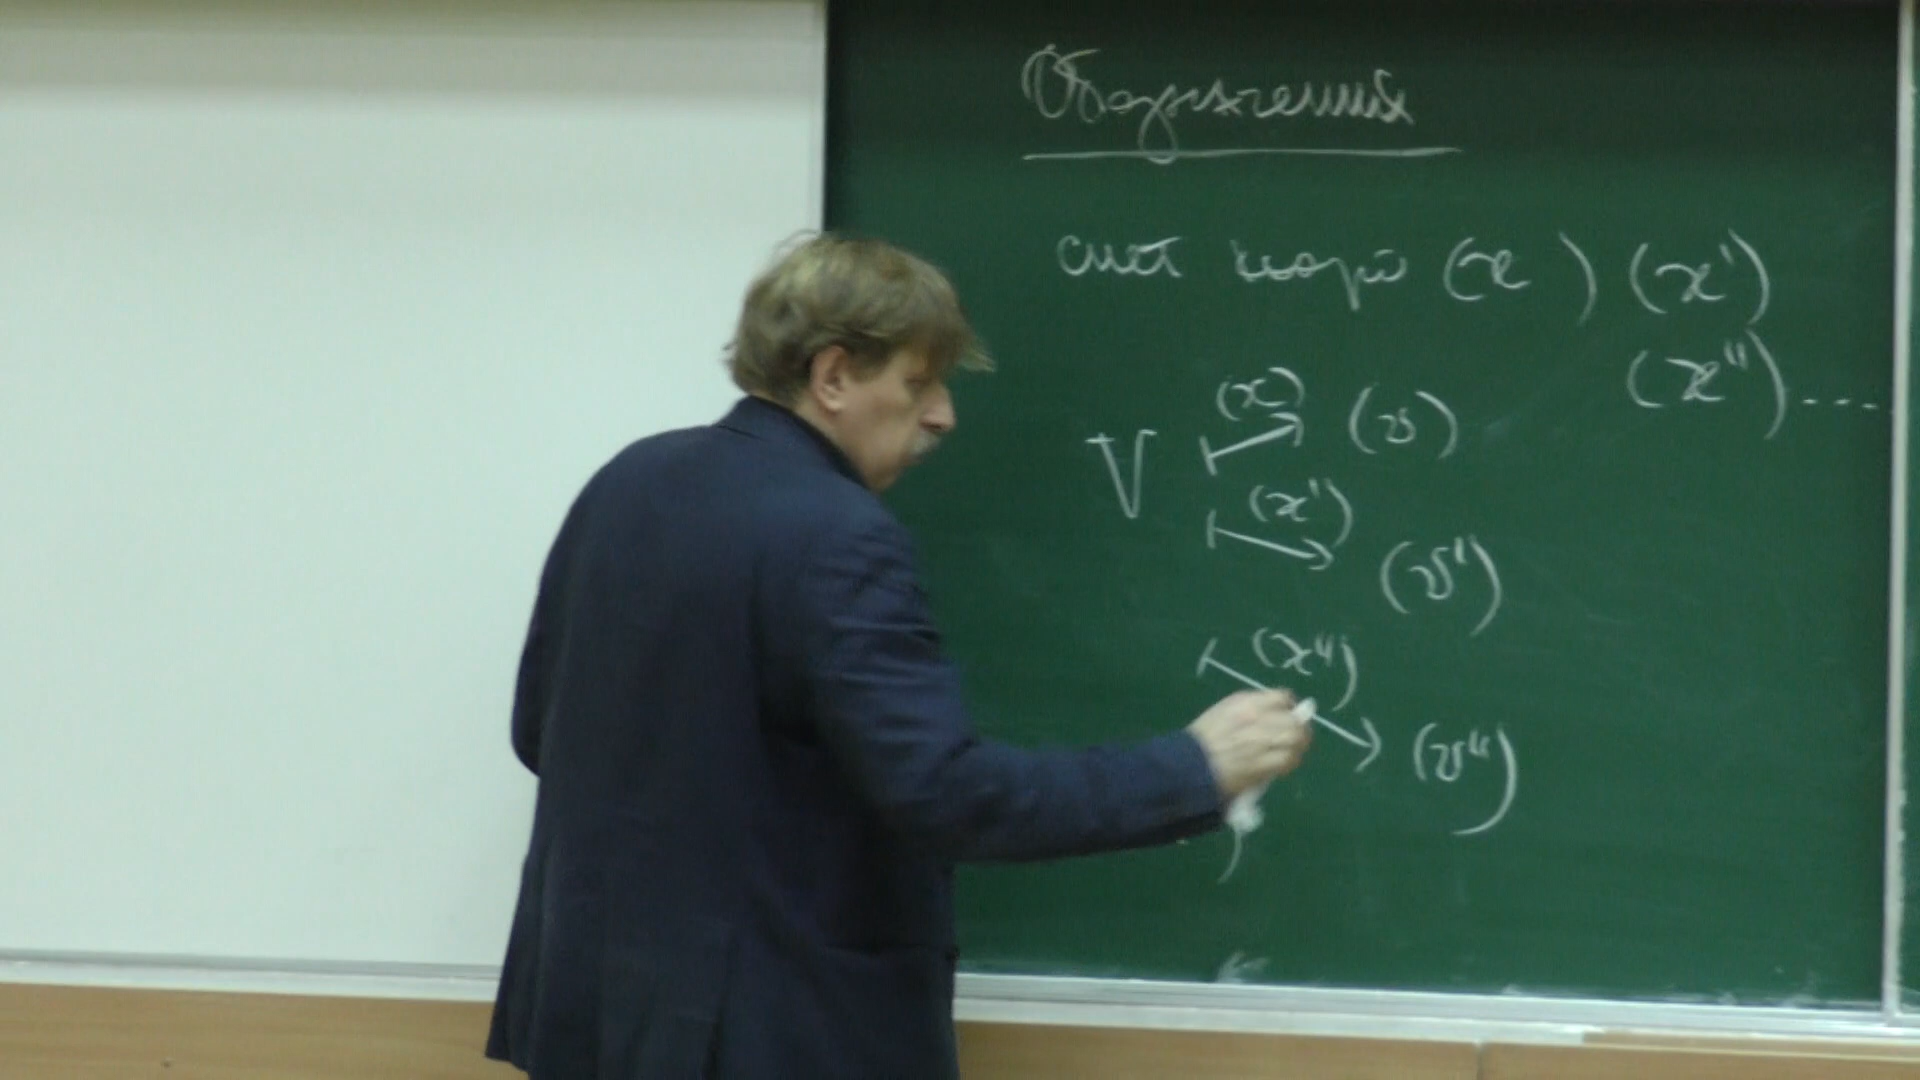 Обозначения
сист коорд (x ) (x')
(x'') ....
V (x) (v)
(x') (v')
(x'') (v'')